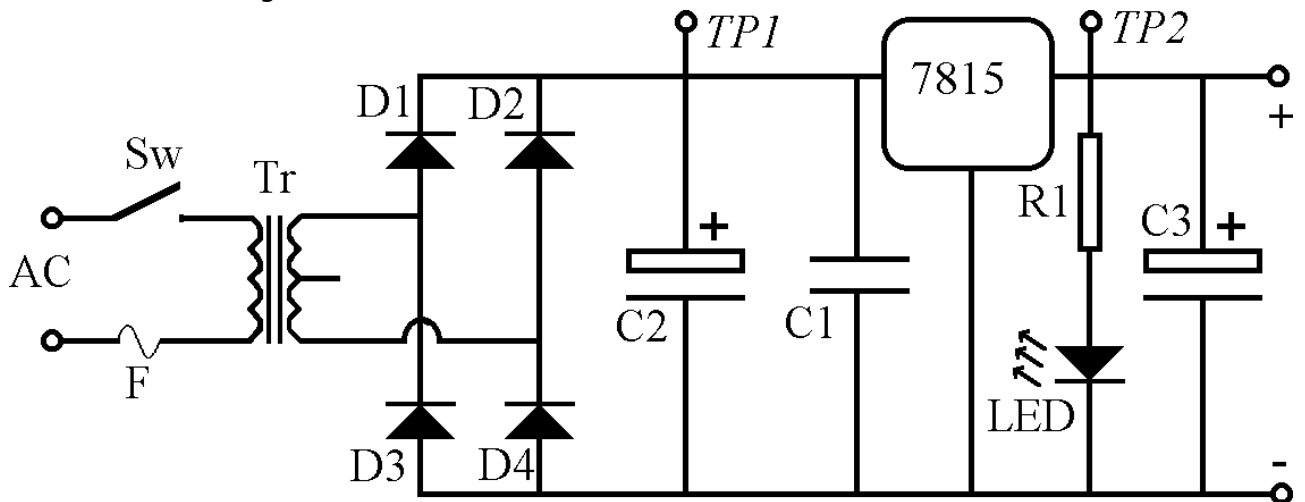 TP1
7815
TP2
+
D1
D2
Sw
Tr
R1
C3
+
+
AC
C2
C1
F
LED
D3
D4
-